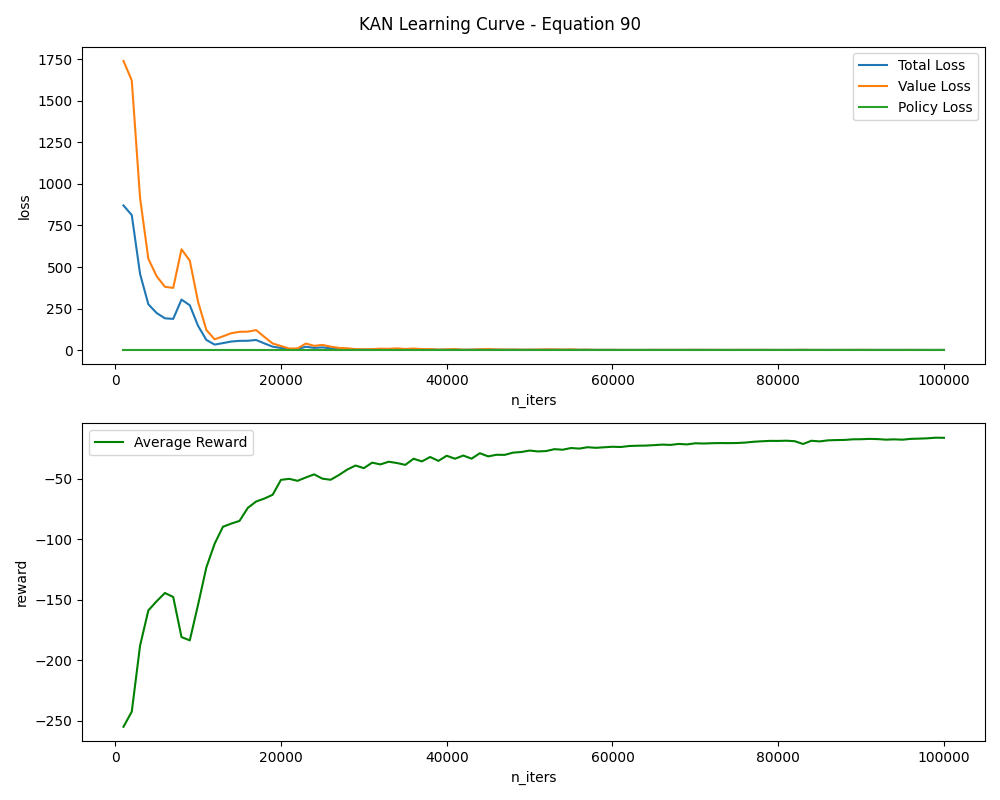 KAN Learning Curve - Equation 90
1750
1500
1250
1000
750
500
250
0
loss
Total Loss
Value Loss
Policy Loss
0 20000 40000 60000 80000 100000
n_iters
Average Reward
−50
−100
−150
−200
−250
reward
0 20000 40000 60000 80000 100000
n_iters